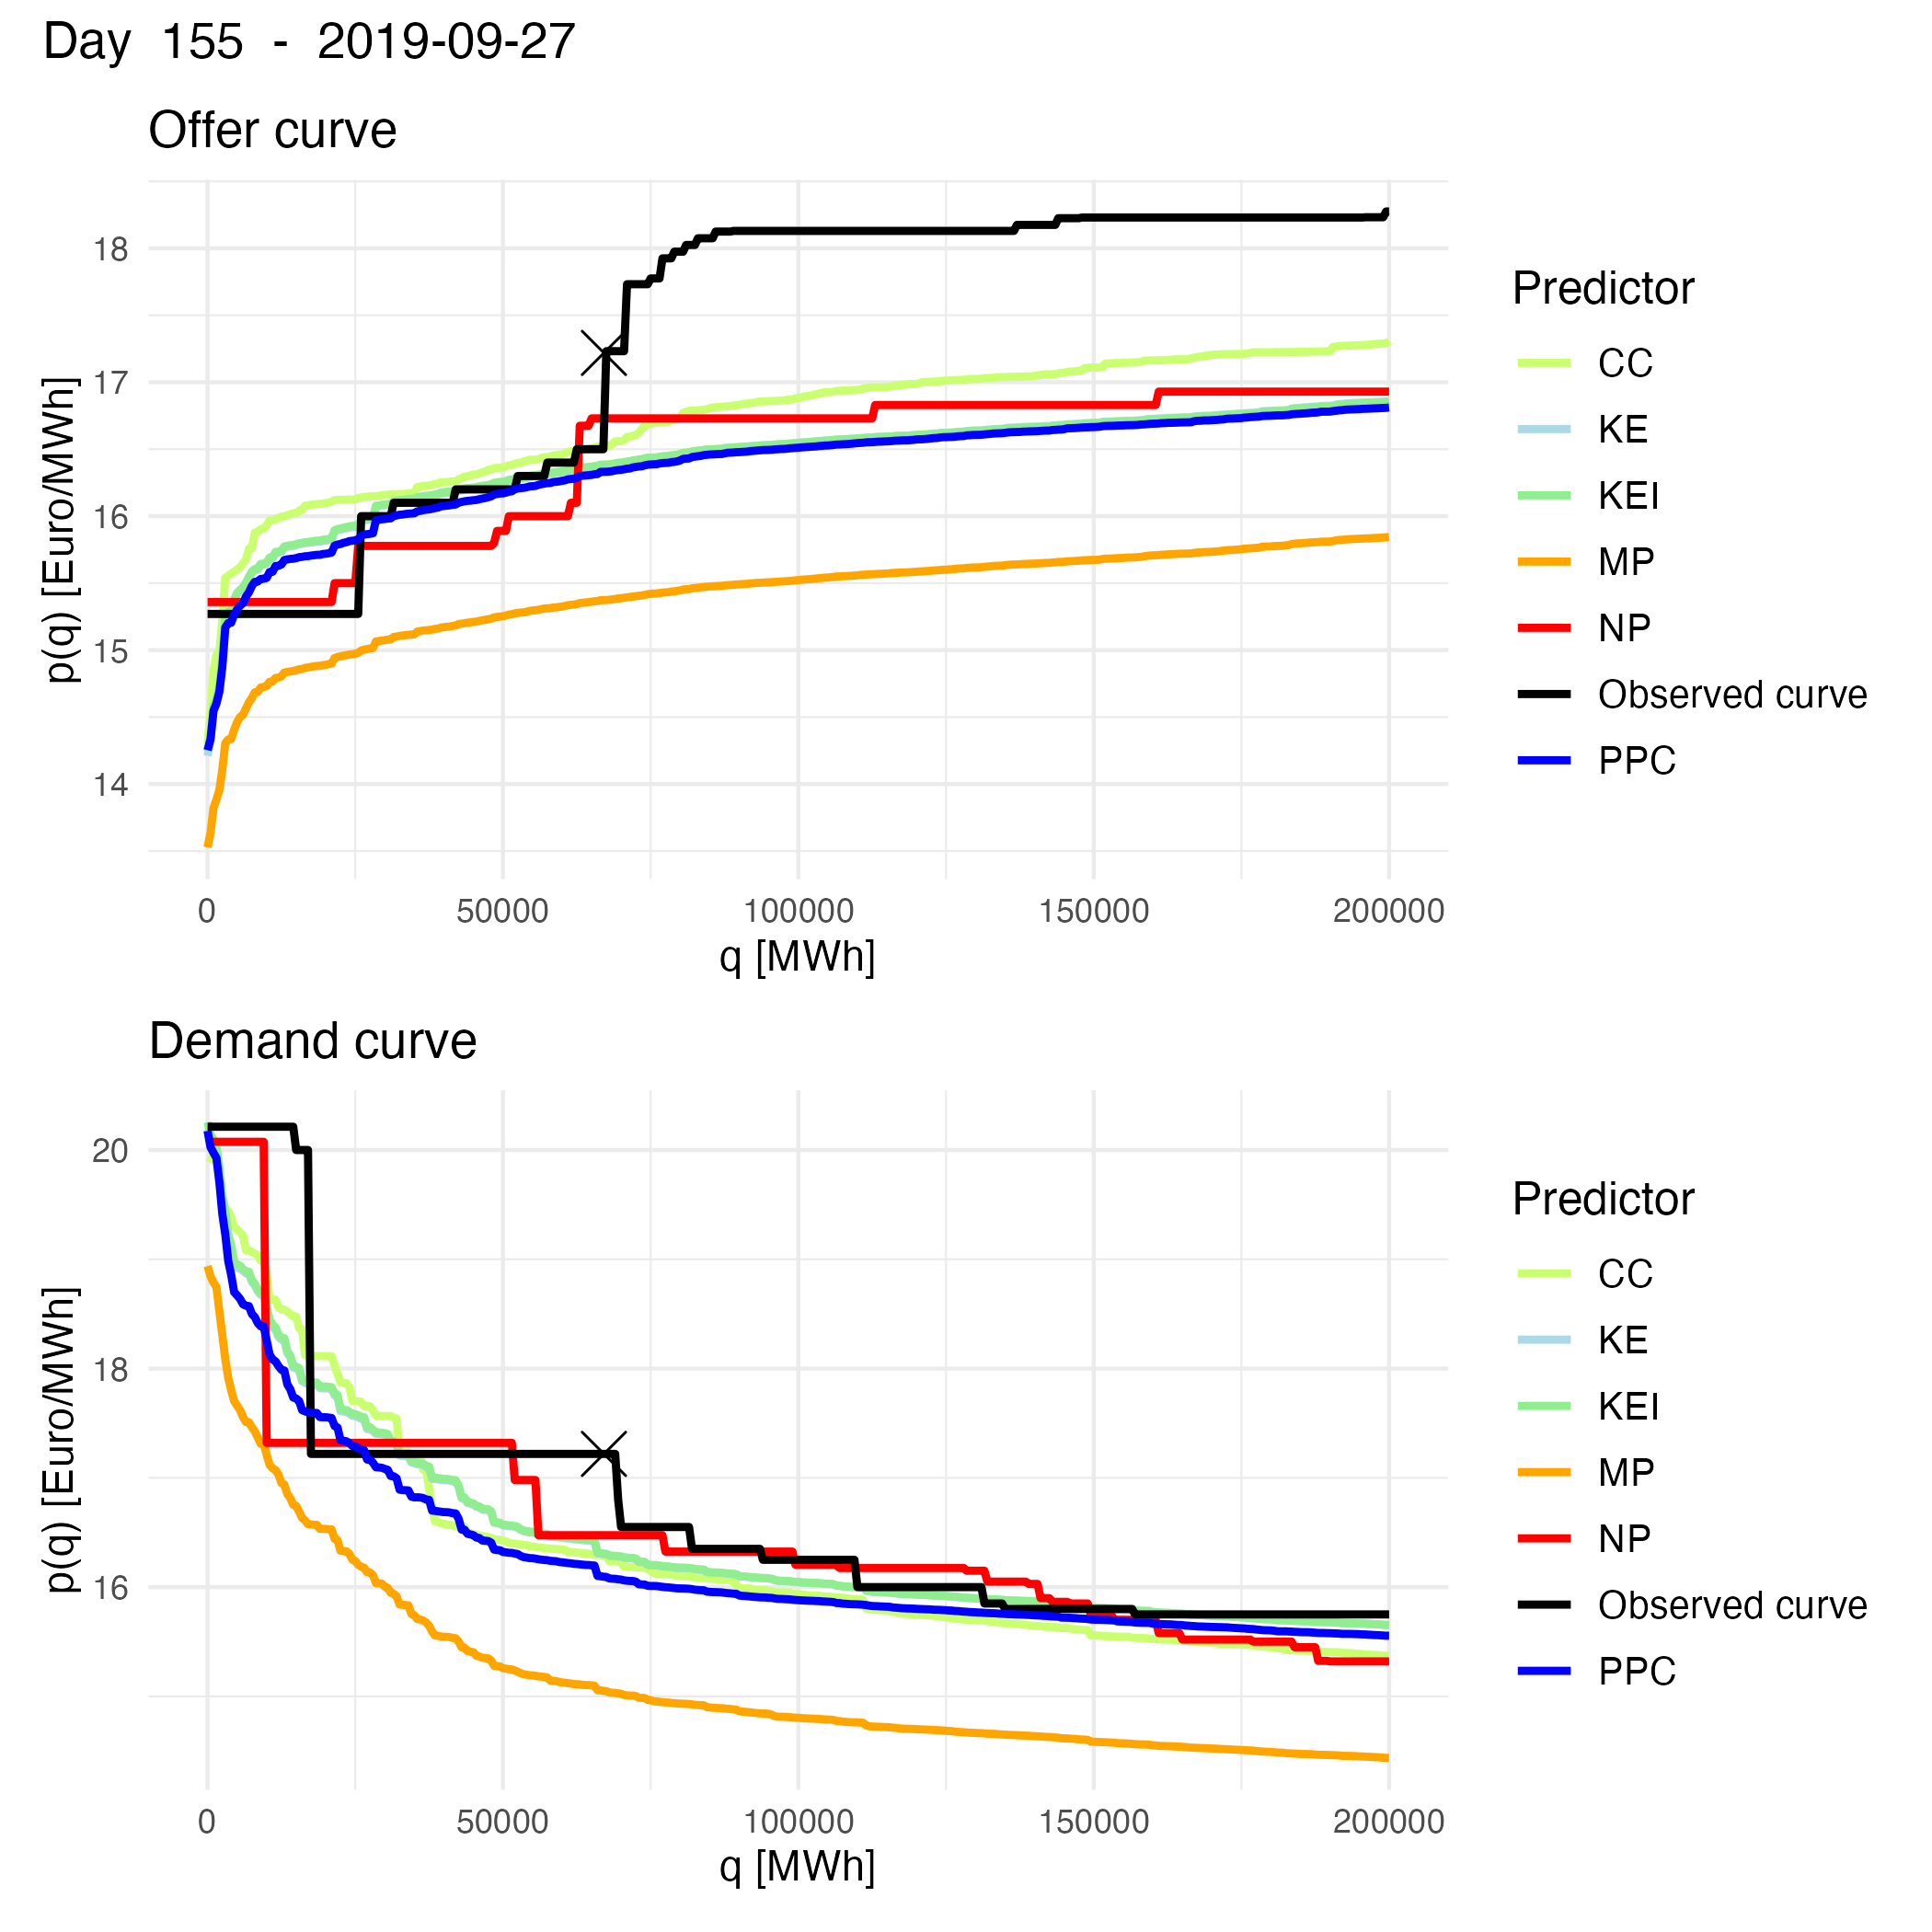 Day 155 - 2019-09-27
Offer curve
18
17
16
15
14
p(q) [Euro/MWh]
0 50000 100000 150000 200000
q [MWh]
Predictor
CC
KE
KEI
MP
NP
Observed curve
PPC
Demand curve
20
18
16
p(q) [Euro/MWh]
0 50000 100000 150000 200000
q [MWh]
Predictor
CC
KE
KEI
MP
NP
Observed curve
PPC